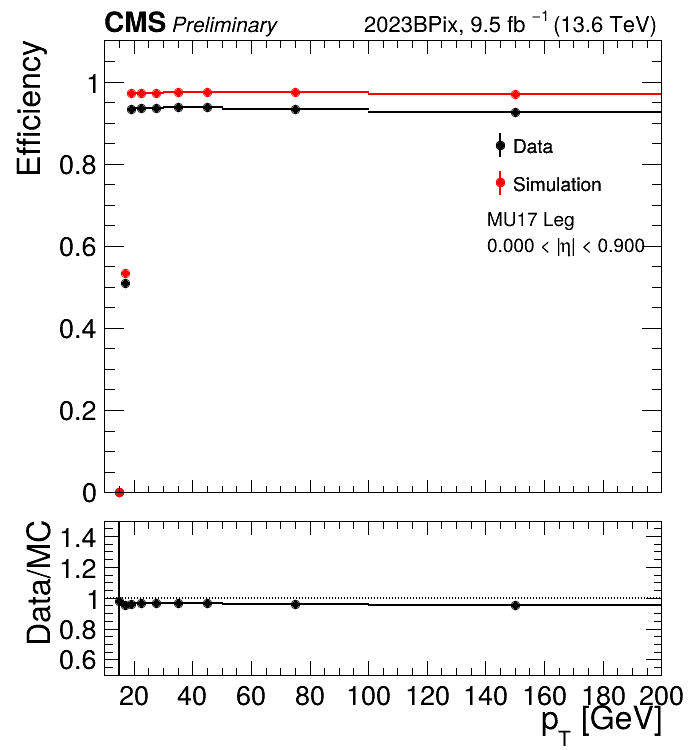 CMS Preliminary 2023BPix, 9.5 fb⁻¹ (13.6 TeV)
Efficiency
1
0.8
0.6
0.4
0.2
0
Data
Simulation
MU17 Leg
0.000 < |η| < 0.900
Data/MC
1.4
1.2
1
0.8
0.6
20 40 60 80 100 120 140 160 180 200
p_T [GeV]